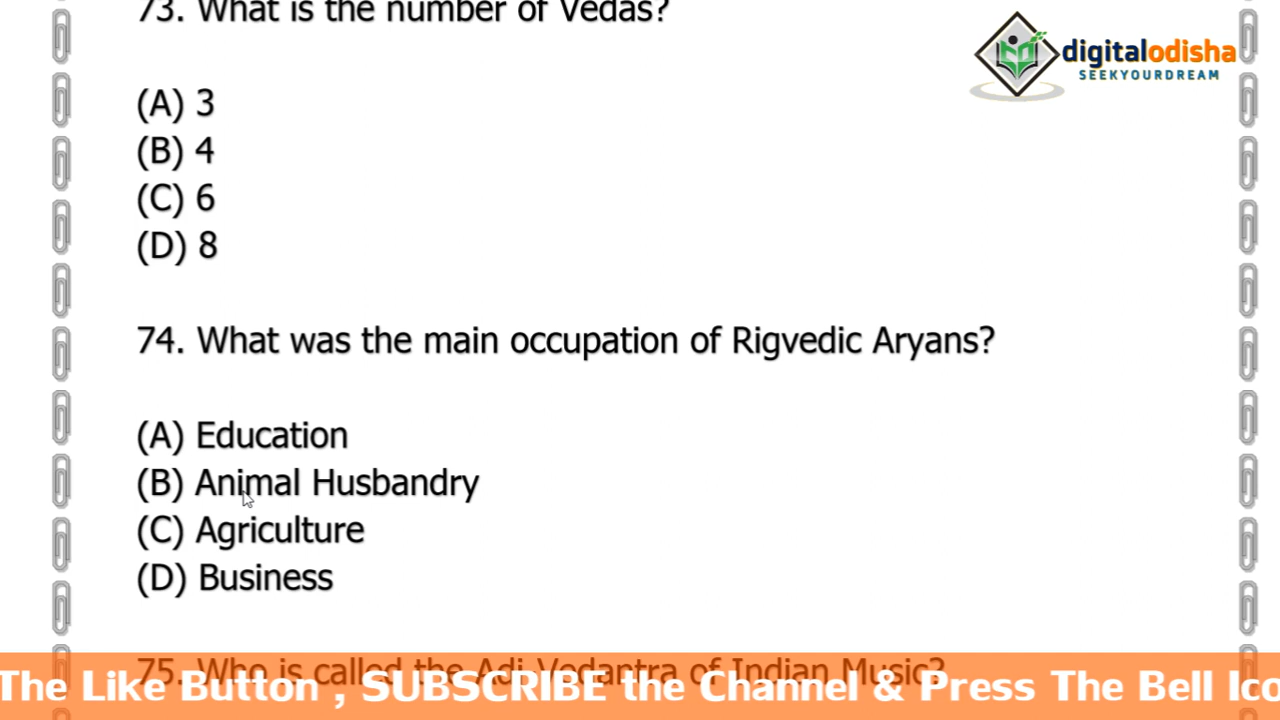 73. What is the number of Vedas?
digitalodisha
SEEKYOURDREAM
(A) 3
(B) 4
(C) 6
(D) 8
74. What was the main occupation of Rigvedic Aryans?
(A) Education
(B) Animal Husbandry
(C) Agriculture
(D) Business
75. Who is called the Adi Vedantra of Indian Music?
The Like Button , SUBSCRIBE the Channel & Press The Bell Ico